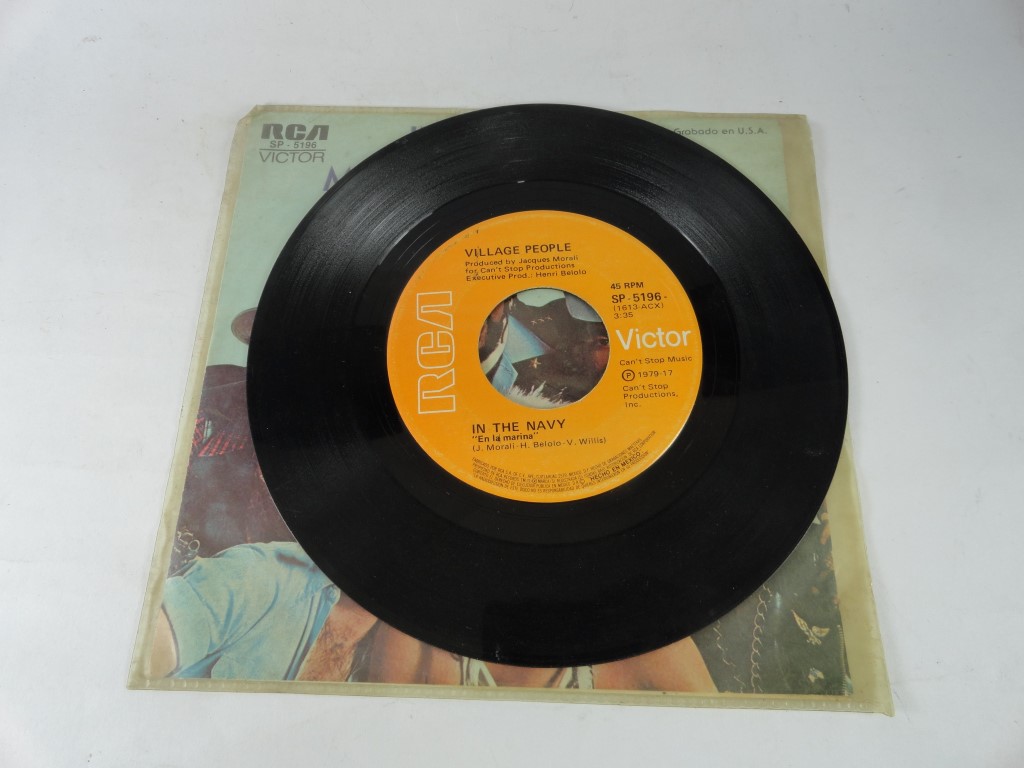 RCA
SP - 5196
VICTOR
Grabado en U.S.A.
VILLAGE PEOPLE
Produced by Jacques Morali
for Can't Stop Productions
Executive Prod.: Henri Belolo
45 RPM
SP - 5196 -
(1613-ACX)
3:35
RCA
Victor
Can't Stop Music
Ⓟ 1979-17
Can't Stop
Productions,
Inc.
IN THE NAVY
"En la marina"
(J. Morali-H. Belolo-V. Willis)
HECHO EN MEXICO